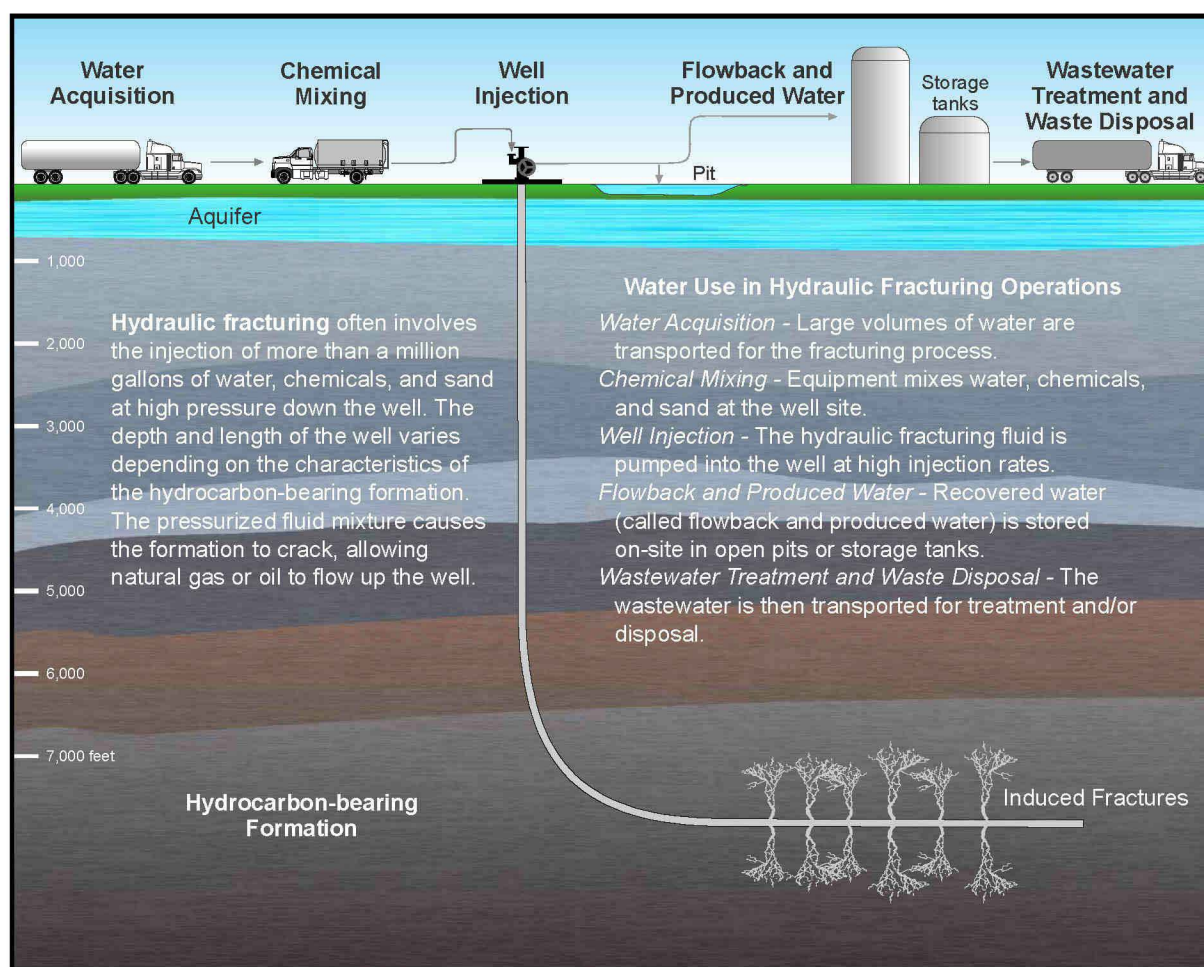 Water
Acquisition
Chemical
Mixing
Well
Injection
Flowback and
Produced Water
Storage
tanks
Wastewater
Treatment and
Waste Disposal
Pit
Aquifer
1,000
2,000
3,000
4,000
5,000
6,000
7,000 feet
Hydraulic fracturing often involves
the injection of more than a million
gallons of water, chemicals, and sand
at high pressure down the well. The
depth and length of the well varies
depending on the characteristics of
the hydrocarbon-bearing formation.
The pressurized fluid mixture causes
the formation to crack, allowing
natural gas or oil to flow up the well.
Water Use in Hydraulic Fracturing Operations
Water Acquisition - Large volumes of water are
transported for the fracturing process.
Chemical Mixing - Equipment mixes water, chemicals,
and sand at the well site.
Well Injection - The hydraulic fracturing fluid is
pumped into the well at high injection rates.
Flowback and Produced Water - Recovered water
(called flowback and produced water) is stored
on-site in open pits or storage tanks.
Wastewater Treatment and Waste Disposal - The
wastewater is then transported for treatment and/or
disposal.
Hydrocarbon-bearing
Formation
Induced Fractures